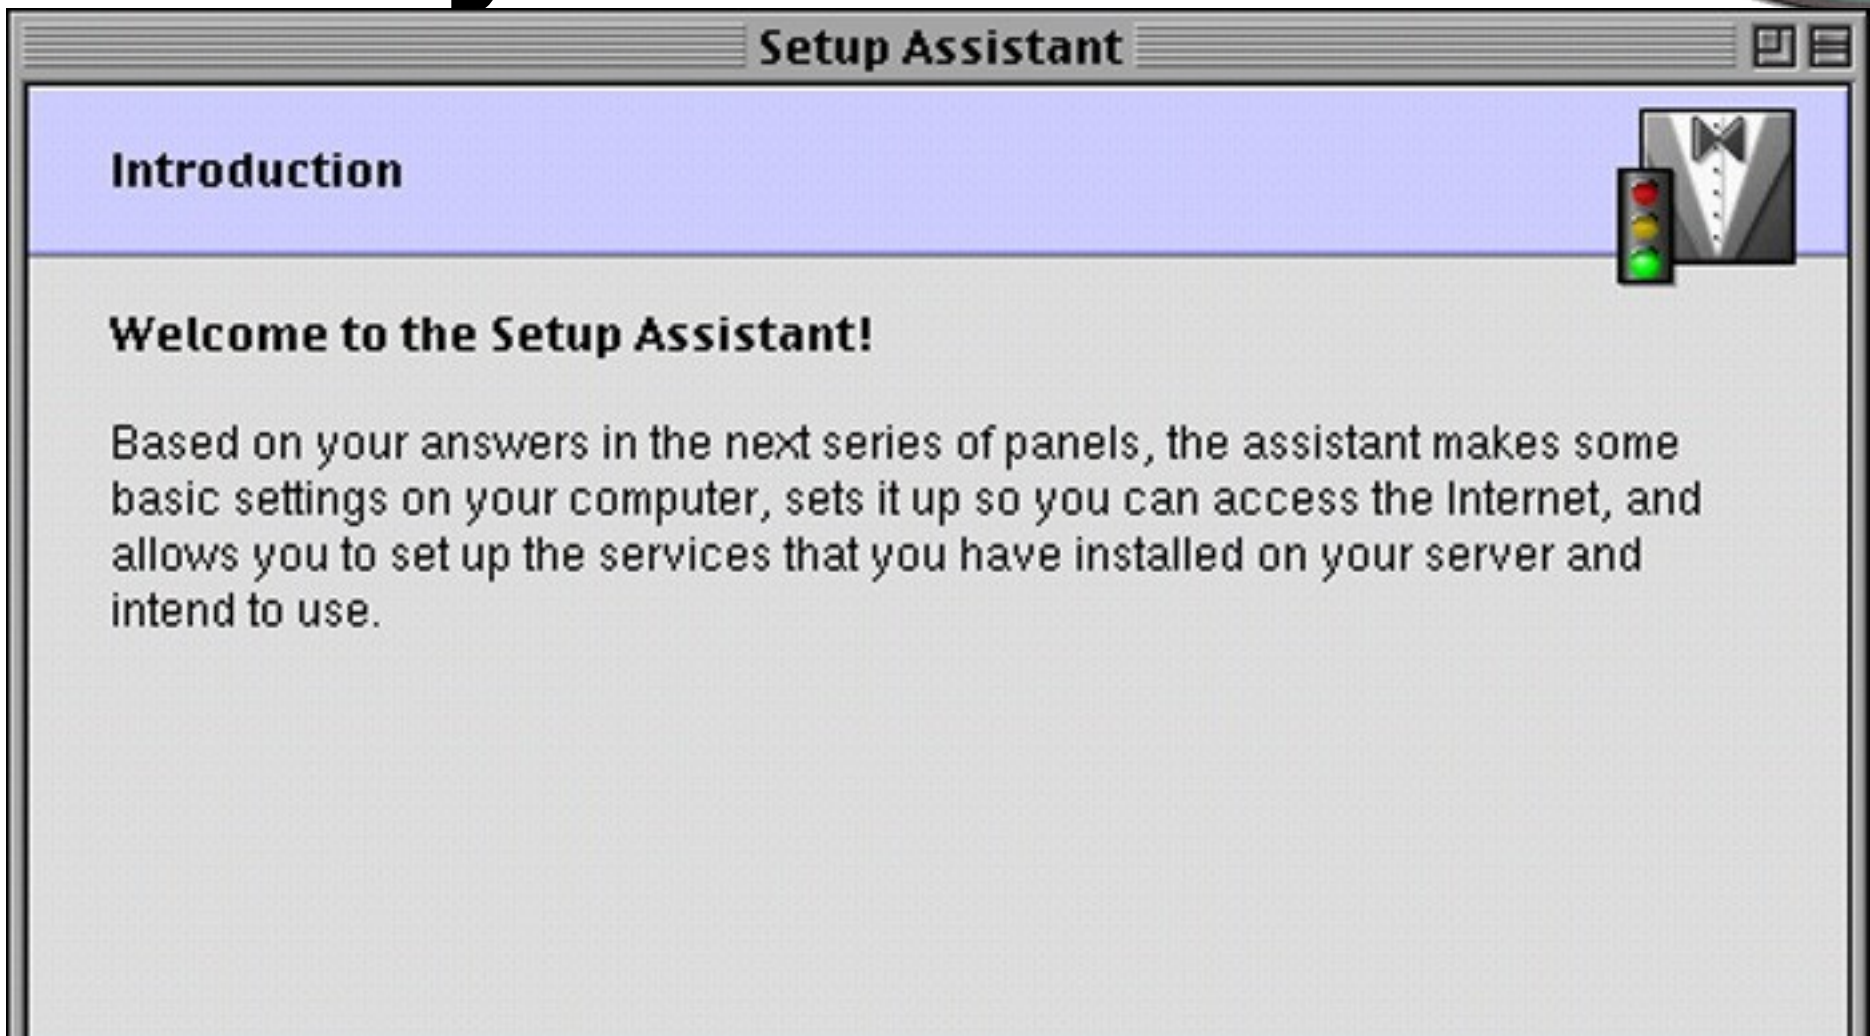 Setup Assistant
Introduction
Welcome to the Setup Assistant!
Based on your answers in the next series of panels, the assistant makes some
basic settings on your computer, sets it up so you can access the Internet, and
allows you to set up the services that you have installed on your server and
intend to use.